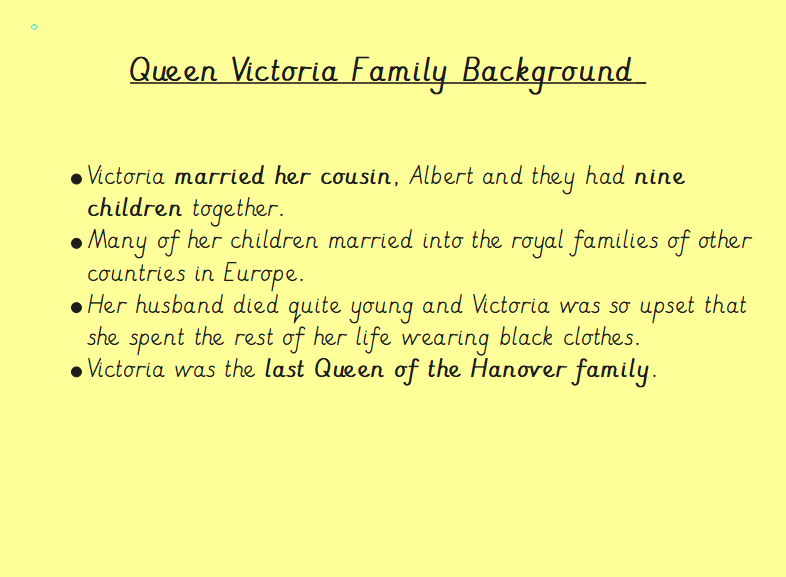 Queen Victoria Family Background
●Victoria married her cousin, Albert and they had nine
children together.
●Many of her children married into the royal families of other
countries in Europe.
●Her husband died quite young and Victoria was so upset that
she spent the rest of her life wearing black clothes.
●Victoria was the last Queen of the Hanover family.